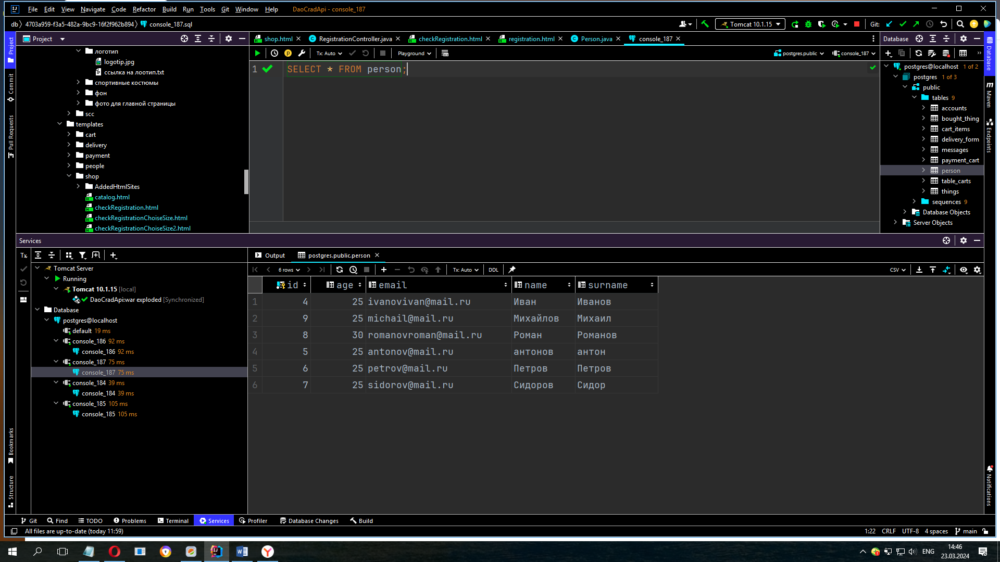 File Edit View Navigate Code Refactor Build Run Tools Git Window Help DaoCradApi - console_187
db 4703a959-f3a5-482a-9bc9-16f2f962b894 console_187.sql
Tomcat 10.1.15 Git:
Project
shop.html RegistrationController.java checkRegistration.html registration.html Person.java console_187
Database
Tx: Auto Playground postgres.public console_187
1 SELECT * FROM person;
логотип
logotip.jpg
ссылка на лоотип.txt
спортивные костюмы
фон
фото для главной страницы
scc
templates
cart
delivery
payment
people
shop
AddedHtmlSites
catalog.html
checkRegistration.html
checkRegistrationChoiseSize.html
checkRegistrationChoiseSize2.html
postgres@localhost 1 of 2
postgres 1 of 3
public
tables 9
accounts
bought_thing
cart_items
delivery_form
messages
payment_cart
person
table_carts
things
sequences 9
Database Objects
Server Objects
Project
Commit
Pull Requests
Bookmarks
Structure
Database
Maven
Endpoints
Notifications
Services
Tx
Tomcat Server
Running
Tomcat 10.1.15 [local]
DaoCradApi:war exploded [Synchronized]
Database
postgres@localhost
default 19 ms
console_186 92 ms
console_186 92 ms
console_187 75 ms
console_187 75 ms
console_184 39 ms
console_184 39 ms
console_185 105 ms
console_185 105 ms
Output postgres.public.person
6 rows Tx: Auto DDL CSV
id age email name surname
1 4 25 ivanovivan@mail.ru Иван Иванов
2 9 25 michail@mail.ru Михайлов Михаил
3 8 30 romanovroman@mail.ru Роман Романов
4 5 25 antonov@mail.ru антонов антон
5 6 25 petrov@mail.ru Петров Петров
6 7 25 sidorov@mail.ru Сидоров Сидор
Git Find TODO Problems Terminal Services Profiler Database Changes Build
All files are up-to-date (today 11:59) 1:22 CRLF UTF-8 4 spaces main
ENG 14:46
23.03.2024